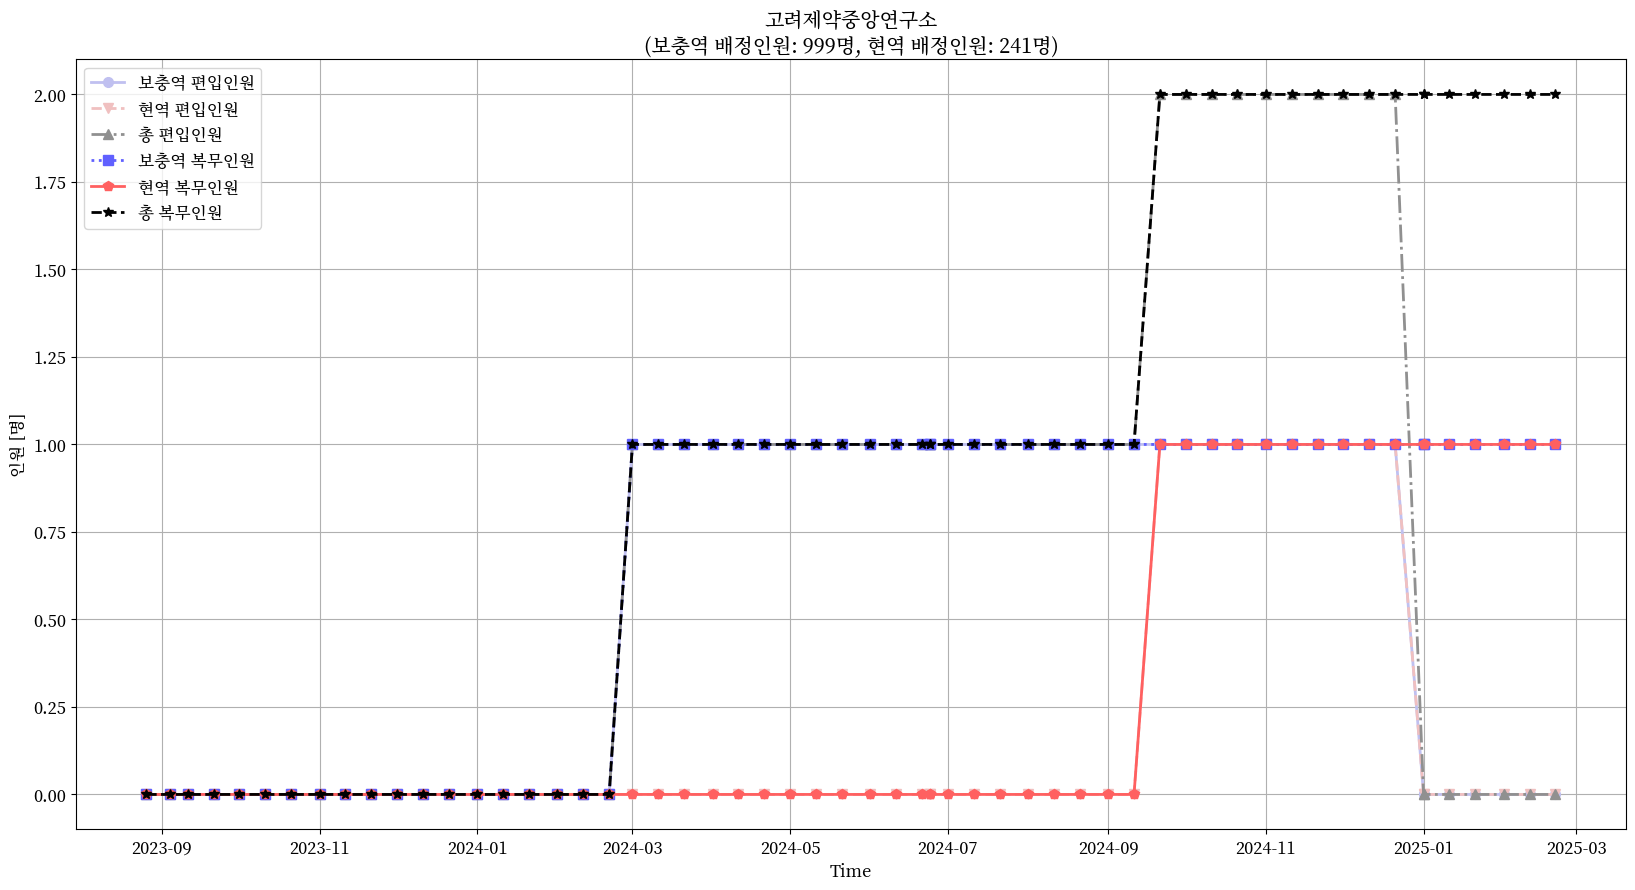 고려제약중앙연구소
(보충역 배정인원: 999명, 현역 배정인원: 241명)
보충역 편입인원
현역 편입인원
총 편입인원
보충역 복무인원
현역 복무인원
총 복무인원
2.00
1.75
1.50
1.25
1.00
0.75
0.50
0.25
0.00
인원 [명]
2023-09
2023-11
2024-01
2024-03
2024-05
2024-07
2024-09
2024-11
2025-01
2025-03
Time